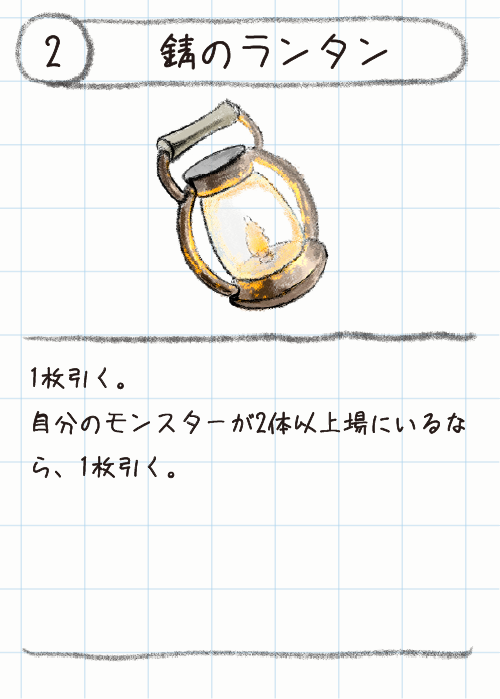 2
錆のランタン
1枚引く。
自分のモンスターが2体以上場にいるな
ら、1枚引く。